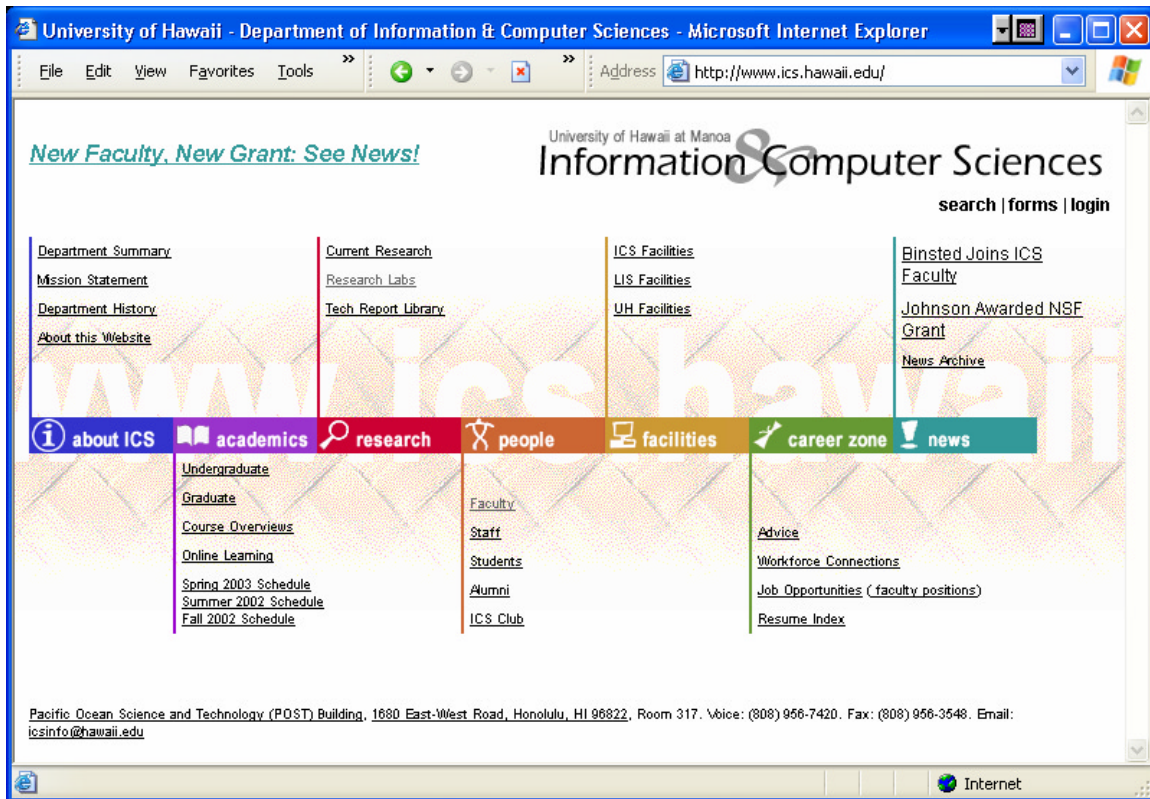 University of Hawaii - Department of Information & Computer Sciences - Microsoft Internet Explorer
File Edit View Favorites Tools » » Address http://www.ics.hawaii.edu/
New Faculty, New Grant: See News!
University of Hawaii at Manoa
Information & Computer Sciences
search | forms | login
Department Summary
Mission Statement
Department History
About this Website
Current Research
Research Labs
Tech Report Library
ICS Facilities
LIS Facilities
UH Facilities
Binsted Joins ICS
Faculty
Johnson Awarded NSF
Grant
News Archive
www.ics.hawaii
about ICS academics research people facilities career zone news
Undergraduate
Graduate
Course Overviews
Online Learning
Spring 2003 Schedule
Summer 2002 Schedule
Fall 2002 Schedule
Faculty
Staff
Students
Alumni
ICS Club
Advice
Workforce Connections
Job Opportunities ( faculty positions)
Resume Index
Pacific Ocean Science and Technology (POST) Building, 1680 East-West Road, Honolulu, HI 96822, Room 317. Voice: (808) 956-7420. Fax: (808) 956-3548. Email:
icsinfo@hawaii.edu
Internet